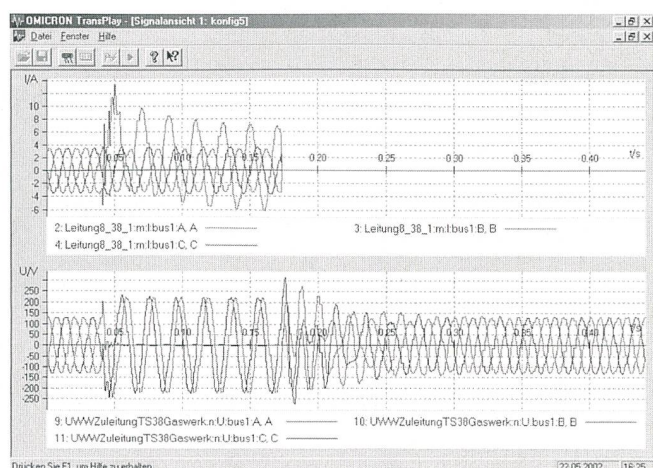 OMICRON TransPlay - [Signalansicht 1: konfig5]
Datei Fenster Hilfe
I/A
10
8
6
4
2
0
-2
-4
-6
0.05 0.10 0.15 0.20 0.25 0.30 0.35 0.40 t/s
2: Leitung8_38_1:m:I:bus1:A, A
3: Leitung8_38_1:m:I:bus1:B, B
4: Leitung8_38_1:m:I:bus1:C, C
U/V
250
200
150
100
50
0
-50
-100
-150
-200
-250
0.05 0.10 0.15 0.20 0.25 0.30 0.35 0.40 t/s
9: UWWZuleitungTS38Gaswerk:n:U:bus1:A, A
10: UWWZuleitungTS38Gaswerk:n:U:bus1:B, B
11: UWWZuleitungTS38Gaswerk:n:U:bus1:C, C
Drücken Sie F1, um Hilfe zu erhalten.
22.05.2002 16:25